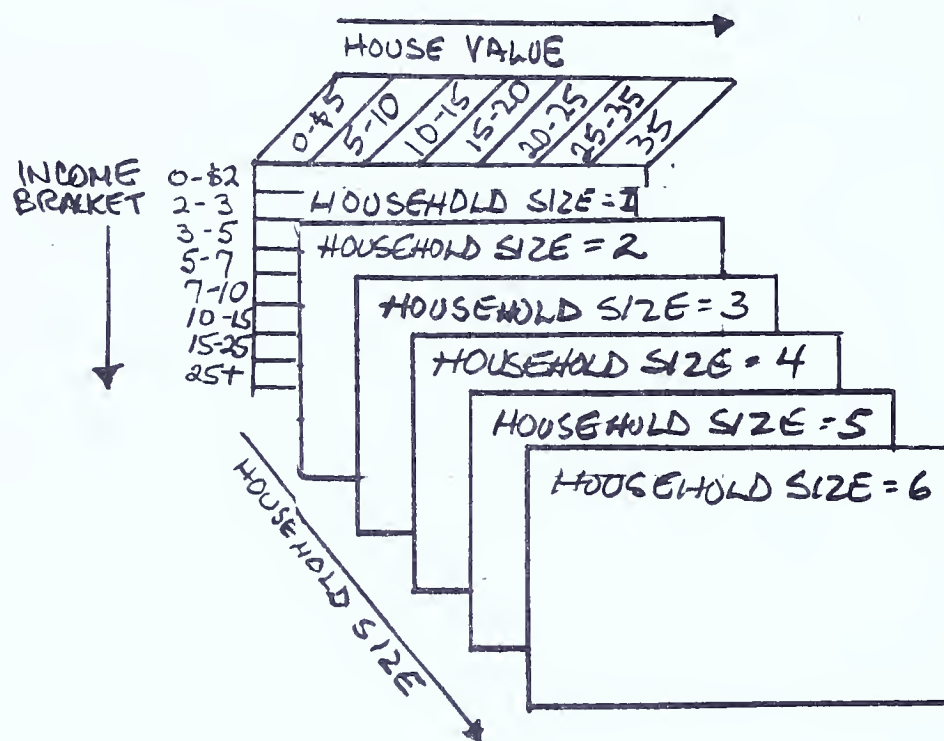 HOUSE VALUE
0-$5
5-10
10-15
15-20
20-25
25-35
35
INCOME
BRACKET
0-$2
2-3
3-5
5-7
7-10
10-15
15-25
25+
HOUSEHOLD SIZE = 1
HOUSEHOLD SIZE = 2
HOUSEHOLD SIZE = 3
HOUSEHOLD SIZE = 4
HOUSEHOLD SIZE = 5
HOUSEHOLD SIZE = 6
HOUSEHOLD SIZE